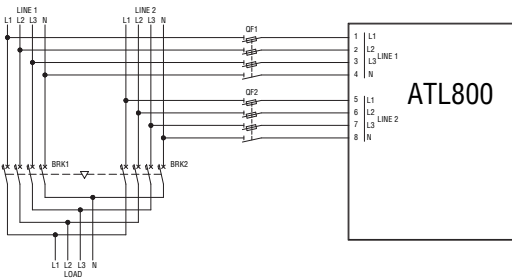 LINE 1
LINE 2
L1 L2 L3 N
L1 L2 L3 N
QF1
1 L1
2 L2
3 L3
4 N
LINE 1
QF2
5 L1
6 L2
7 L3
8 N
LINE 2
ATL800
BRK1
BRK2
L1 L2 L3 N
LOAD